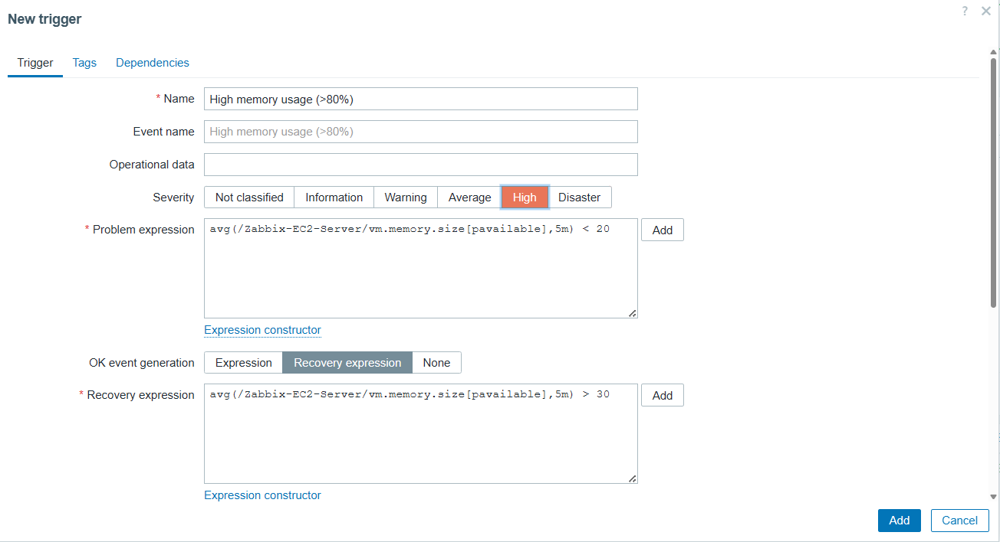 New trigger
?
Trigger Tags Dependencies
* Name High memory usage (>80%)
Event name High memory usage (>80%)
Operational data
Severity Not classified Information Warning Average High Disaster
* Problem expression avg(/Zabbix-EC2-Server/vm.memory.size[pavailable],5m) < 20 Add
Expression constructor
OK event generation Expression Recovery expression None
* Recovery expression avg(/Zabbix-EC2-Server/vm.memory.size[pavailable],5m) > 30 Add
Expression constructor
Add Cancel